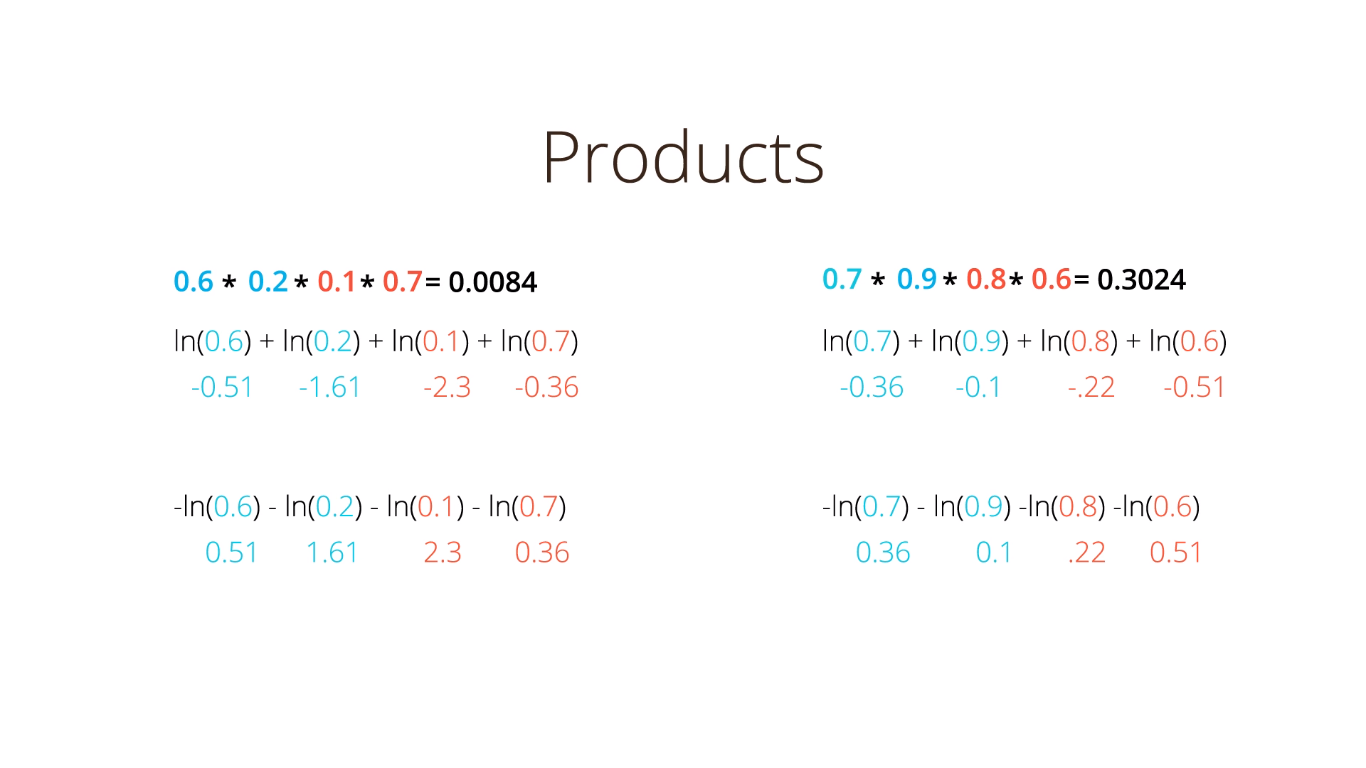 Products
0.6 * 0.2 * 0.1 * 0.7 = 0.0084
ln(0.6) + ln(0.2) + ln(0.1) + ln(0.7)
-0.51 -1.61 -2.3 -0.36
-ln(0.6) - ln(0.2) - ln(0.1) - ln(0.7)
0.51 1.61 2.3 0.36
0.7 * 0.9 * 0.8 * 0.6 = 0.3024
ln(0.7) + ln(0.9) + ln(0.8) + ln(0.6)
-0.36 -0.1 -.22 -0.51
-ln(0.7) - ln(0.9) -ln(0.8) -ln(0.6)
0.36 0.1 .22 0.51